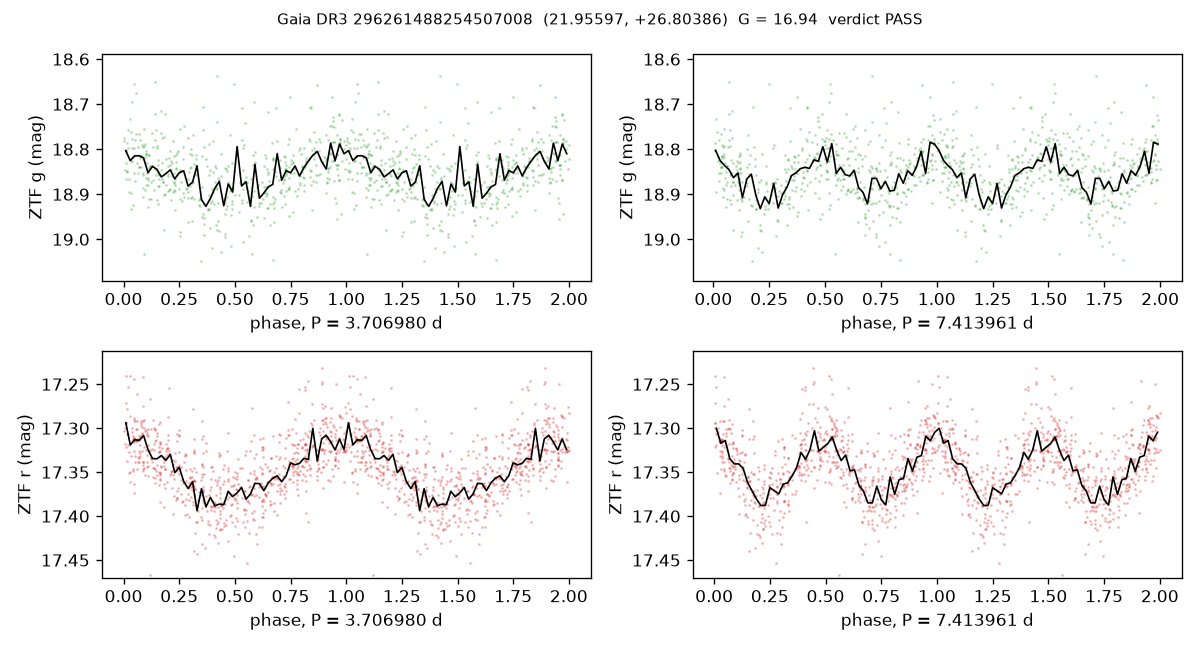 Gaia DR3 296261488254507008 (21.95597, +26.80386) G = 16.94 verdict PASS
18.6
18.7
18.8
18.9
19.0
ZTF g (mag)
0.00 0.25 0.50 0.75 1.00 1.25 1.50 1.75 2.00
phase, P = 3.706980 d
18.6
18.7
18.8
18.9
19.0
ZTF g (mag)
0.00 0.25 0.50 0.75 1.00 1.25 1.50 1.75 2.00
phase, P = 7.413961 d
17.25
17.30
17.35
17.40
17.45
ZTF r (mag)
0.00 0.25 0.50 0.75 1.00 1.25 1.50 1.75 2.00
phase, P = 3.706980 d
17.25
17.30
17.35
17.40
17.45
ZTF r (mag)
0.00 0.25 0.50 0.75 1.00 1.25 1.50 1.75 2.00
phase, P = 7.413961 d